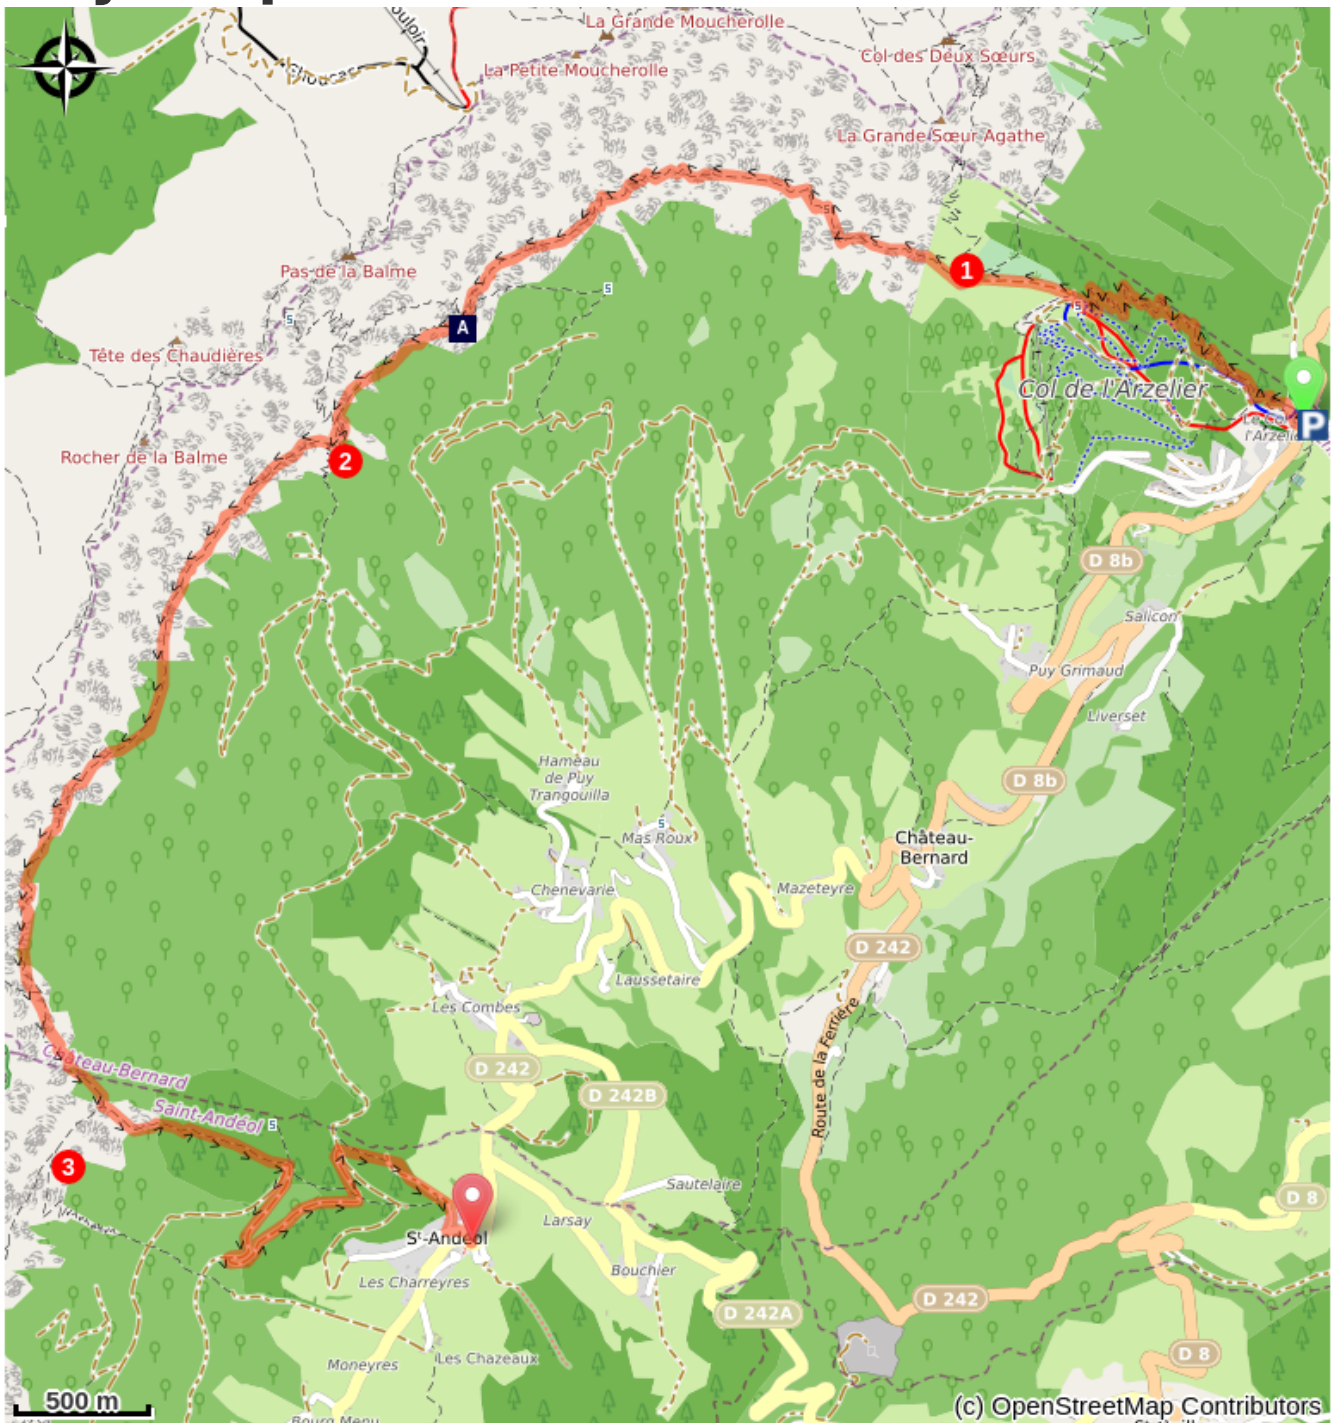 La Grande Moucherolle
Col des Deux Sœurs
La Petite Moucherolle
La Grande Sœur Agathe
Pas de la Balme
1
S
S
S
S
A
Tête des Chaudières
Col de l'Arzelier
P
Rocher de la Balme
2
D 8b
Sallcon
Puy Grimaud
Liverset
Hameau
de Puy
Trangouilla
D 8b
S
Mas Roux
Château-
Bernard
Chenevarie
Mazeteyre
D 242
Laussetaire
Les Combes
Route de la Ferrière
Château-Bernard
D 242
D 242B
Saint-Andéol
S
3
Sautelaire
D 8
Larsay
St-Andéol
Les Charreyres
Bouchier
D 242
D 242A
D 8
Moneyres
Les Chazeaux
500 m
(c) OpenStreetMap Contributors